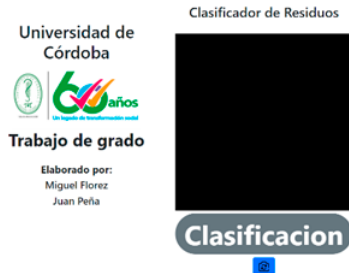 Universidad de
Córdoba
60 años
Un legado de transformación social
Trabajo de grado
Elaborado por:
Miguel Florez
Juan Peña
Clasificador de Residuos
Clasificacion